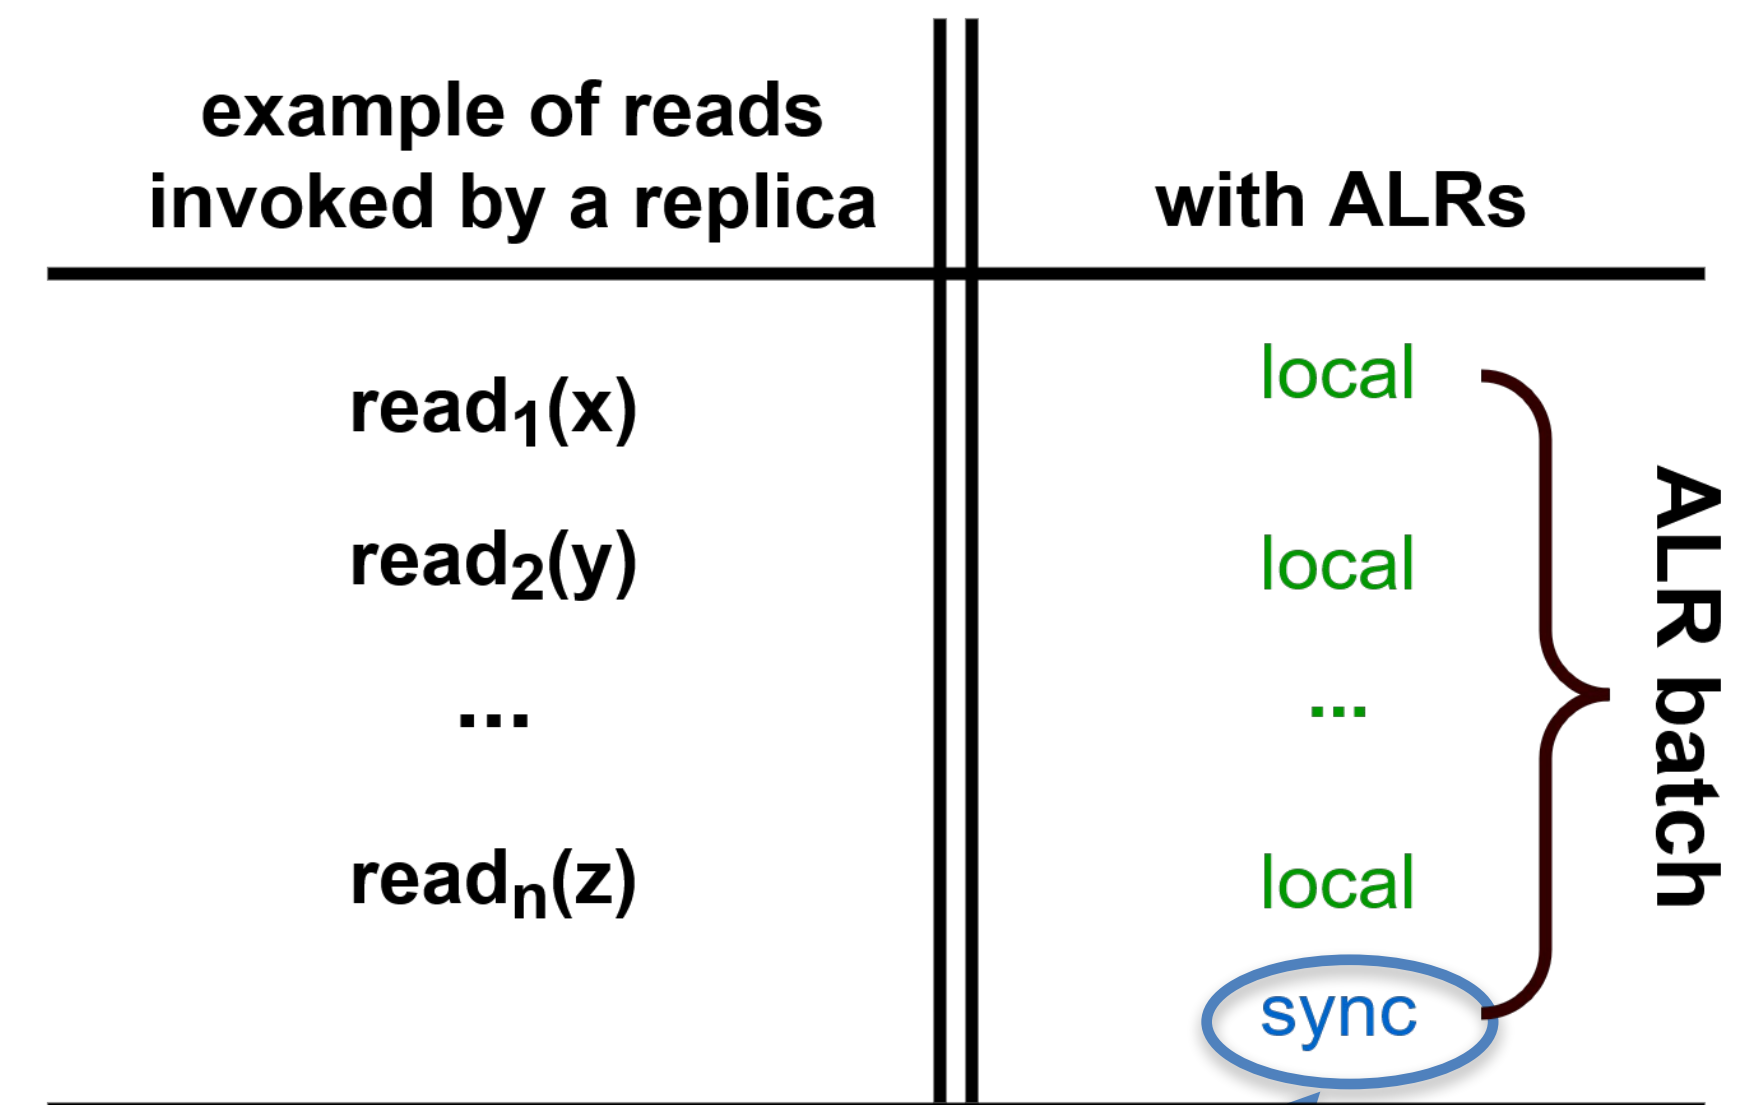 example of reads
invoked by a replica
with ALRs
read₁(x)
local
read₂(y)
local
...
...
readₙ(z)
local
sync
ALR batch